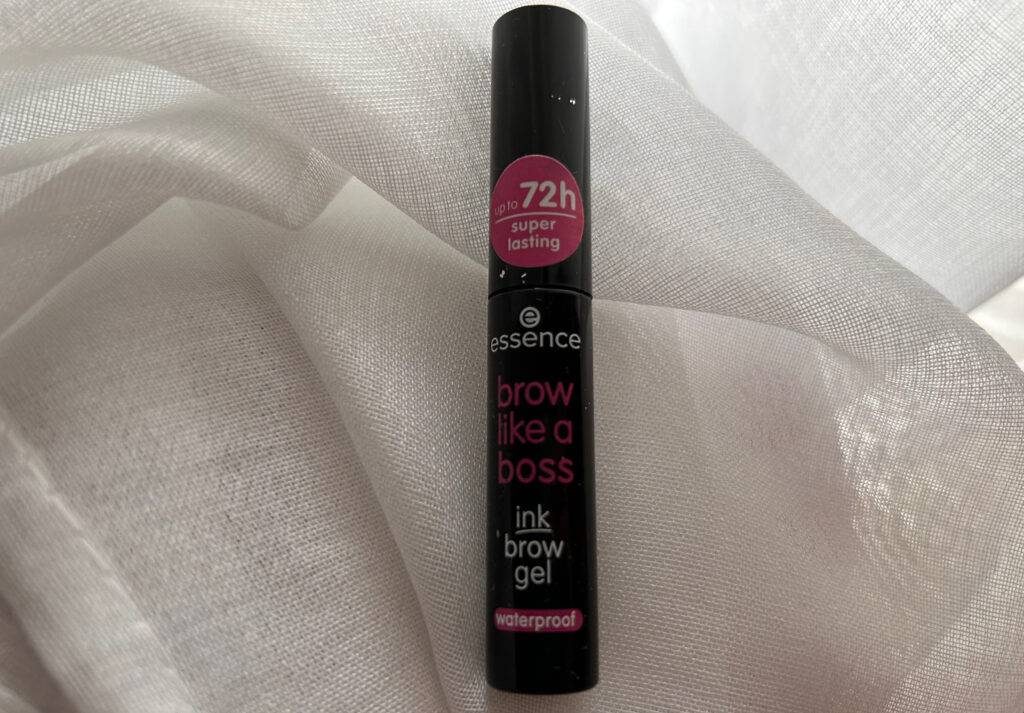 up to 72h
super
lasting
essence
brow
like a
boss
ink
brow
gel
waterproof